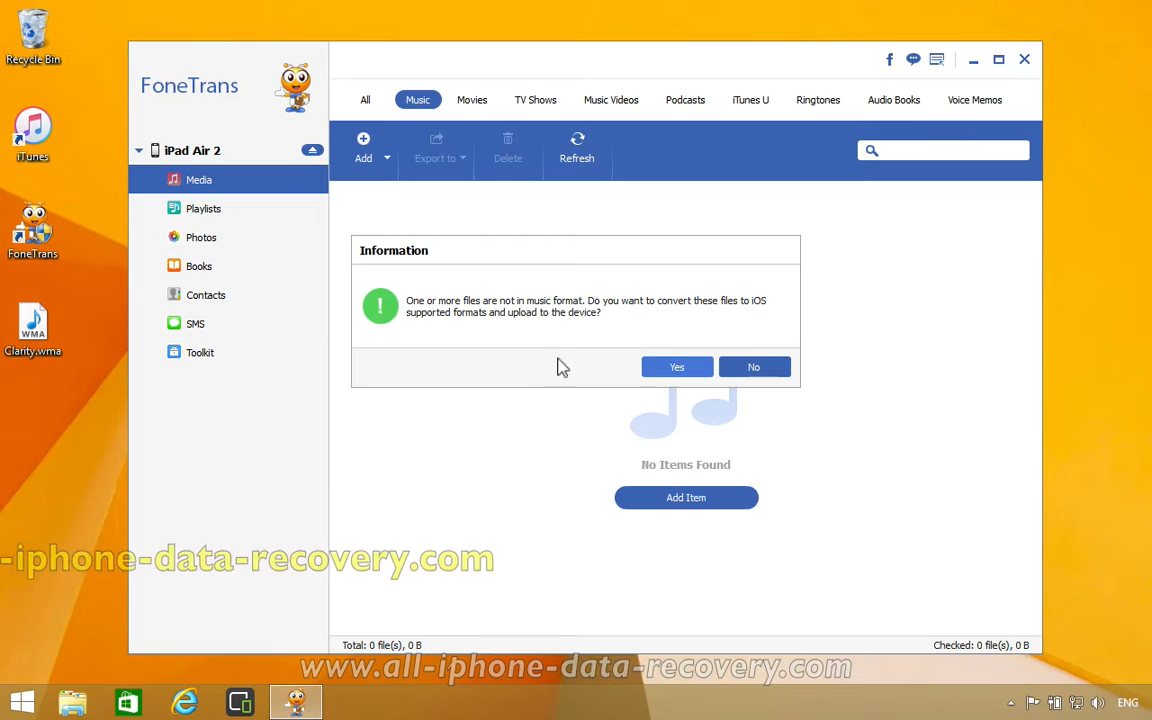 Recycle Bin
iTunes
FoneTrans
WMA
Clarity.wma
FoneTrans
iPad Air 2
Media
Playlists
Photos
Books
Contacts
SMS
Toolkit
All
Music
Movies
TV Shows
Music Videos
Podcasts
iTunes U
Ringtones
Audio Books
Voice Memos
Add
Export to
Delete
Refresh
Information
One or more files are not in music format. Do you want to convert these files to iOS
supported formats and upload to the device?
Yes
No
No Items Found
Add Item
-iphone-data-recovery.com
Total: 0 file(s), 0 B
Checked: 0 file(s), 0 B
www.all-iphone-data-recovery.com
ENG